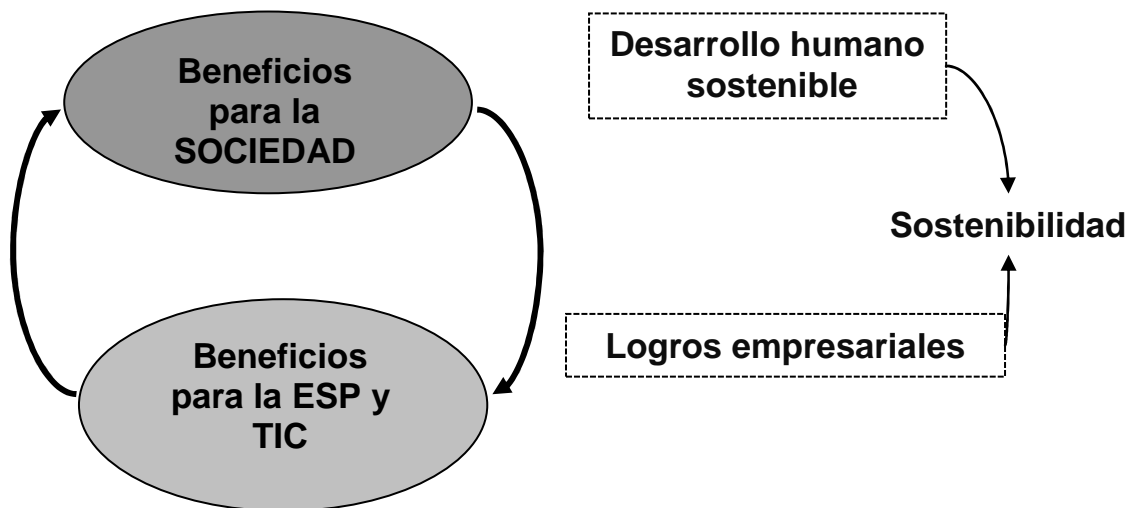 Beneficios
para la
SOCIEDAD
Desarrollo humano
sostenible
Sostenibilidad
Beneficios
para la ESP y
TIC
Logros empresariales